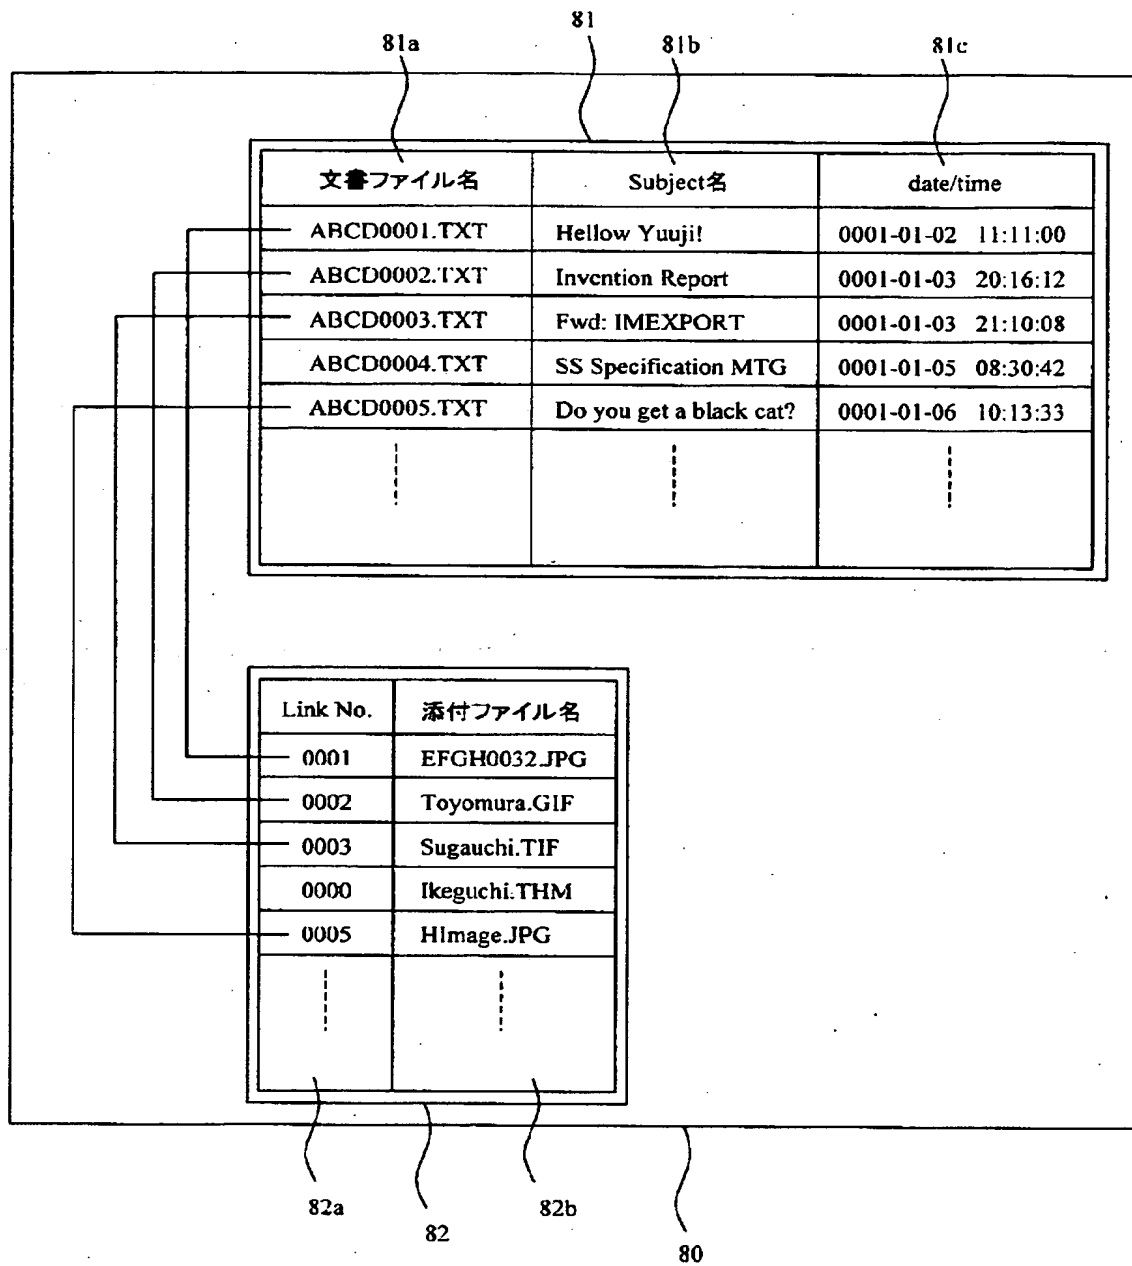 81
81a 81b 81c
文書ファイル名 Subject名 date/time
ABCD0001.TXT Hellow Yuuji! 0001-01-02 11:11:00
ABCD0002.TXT Invention Report 0001-01-03 20:16:12
ABCD0003.TXT Fwd: IMEXPORT 0001-01-03 21:10:08
ABCD0004.TXT SS Specification MTG 0001-01-05 08:30:42
ABCD0005.TXT Do you get a black cat? 0001-01-06 10:13:33
Link No. 添付ファイル名
0001 EFGH0032.JPG
0002 Toyomura.GIF
0003 Sugauchi.TIF
0000 Ikeguchi.THM
0005 HImage.JPG
82a 82 82b
80